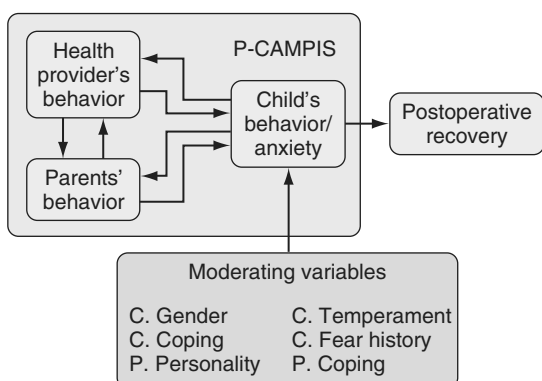 P-CAMPIS
Health
provider's
behavior
Parents'
behavior
Child's
behavior/
anxiety
Postoperative
recovery
Moderating variables
C. Gender
C. Coping
P. Personality
C. Temperament
C. Fear history
P. Coping